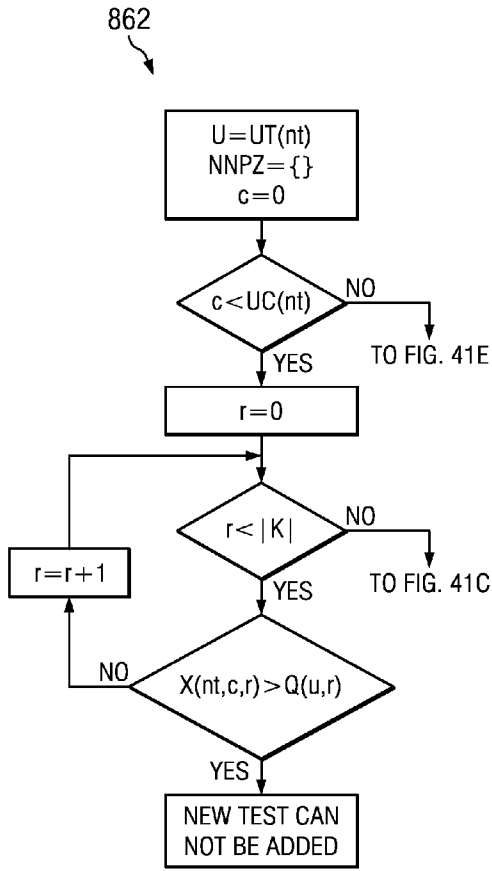 862
U=UT(nt)
NNPZ={}
c=0
c<UC(nt)
NO
TO FIG. 41E
YES
r=0
r<|K|
NO
TO FIG. 41C
YES
r=r+1
NO
X(nt,c,r)>Q(u,r)
YES
NEW TEST CAN
NOT BE ADDED